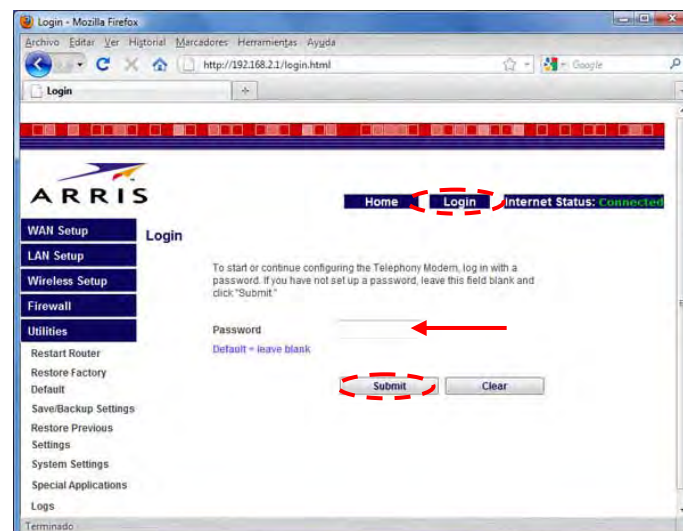 Login - Mozilla Firefox
Archivo Editar Ver Historial Marcadores Herramientas Ayuda
http://192.168.2.1/login.html
Google
Login
ARRIS
Home Login Internet Status: Connected
WAN Setup
LAN Setup
Wireless Setup
Firewall
Utilities
Restart Router
Restore Factory
Default
Save/Backup Settings
Restore Previous
Settings
System Settings
Special Applications
Logs
Login
To start or continue configuring the Telephony Modem, log in with a
password. If you have not set up a password, leave this field blank and
click "Submit."
Password
Default = leave blank
Submit Clear
Terminado